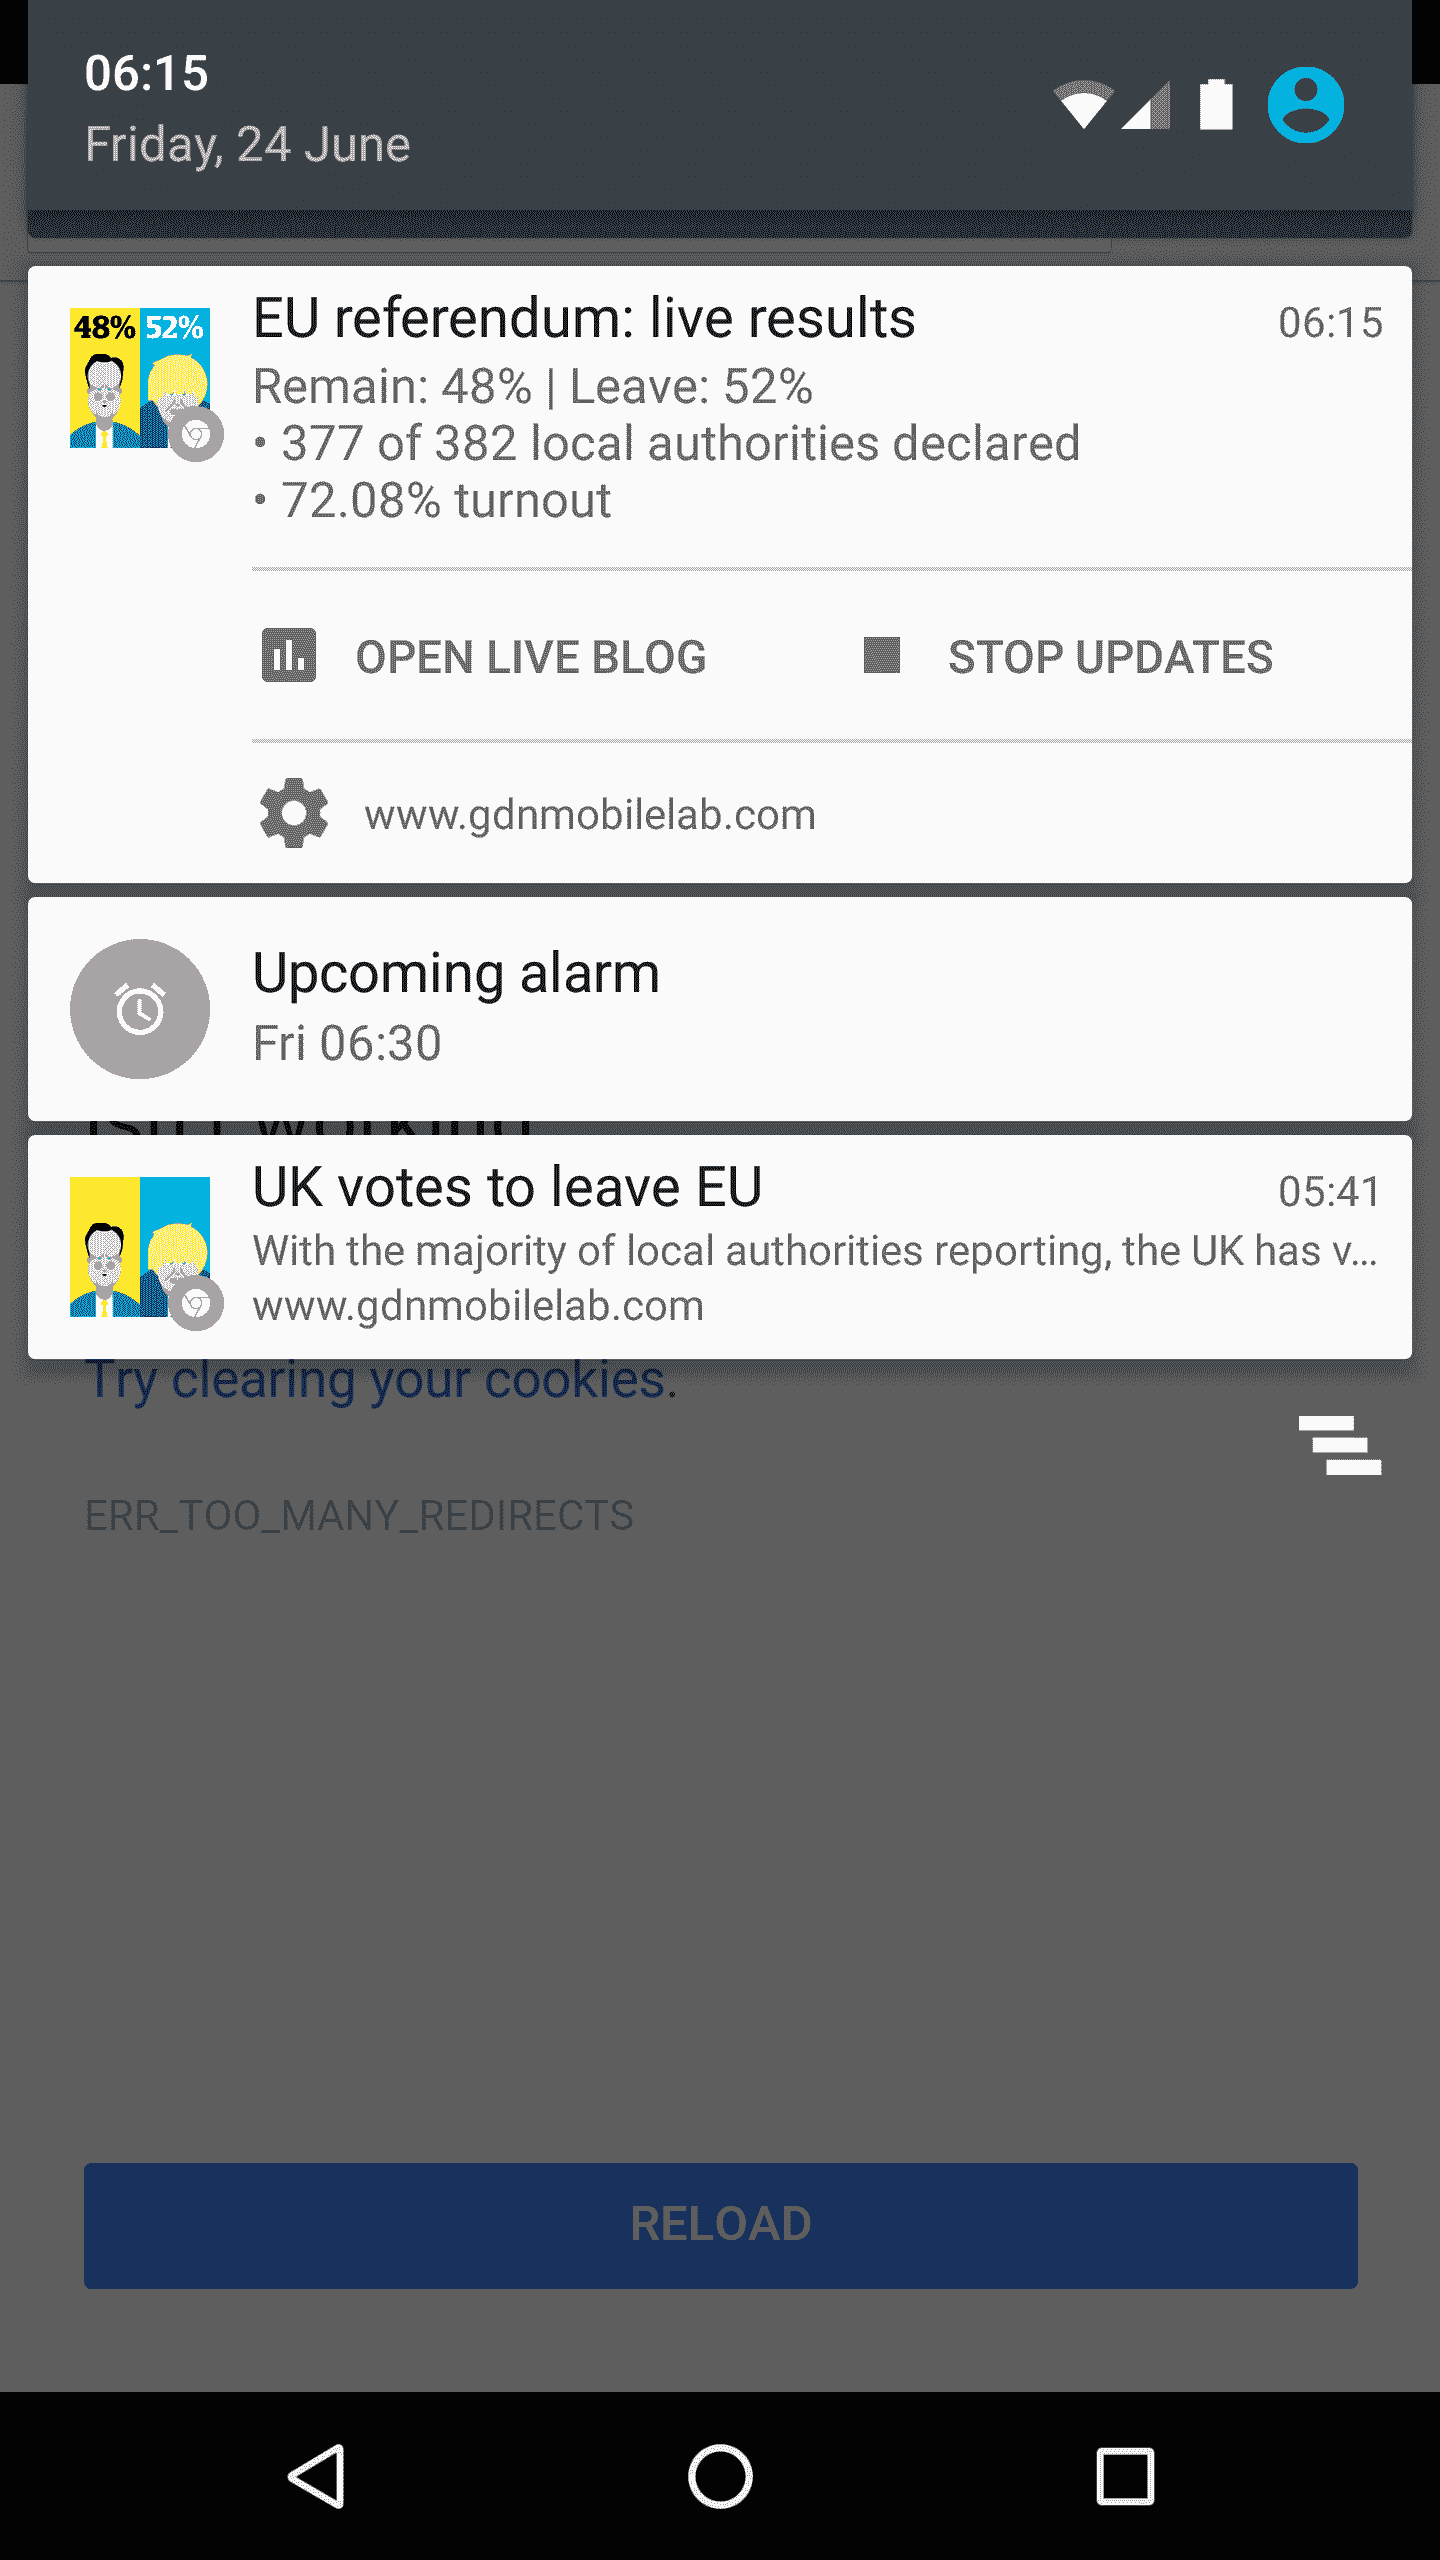 06:15
Friday, 24 June
48% 52%
EU referendum: live results
06:15
Remain: 48% | Leave: 52%
• 377 of 382 local authorities declared
• 72.08% turnout
OPEN LIVE BLOG
STOP UPDATES
www.gdnmobilelab.com
Upcoming alarm
Fri 06:30
isn't working
UK votes to leave EU
05:41
With the majority of local authorities reporting, the UK has v...
www.gdnmobilelab.com
Try clearing your cookies.
ERR_TOO_MANY_REDIRECTS
RELOAD